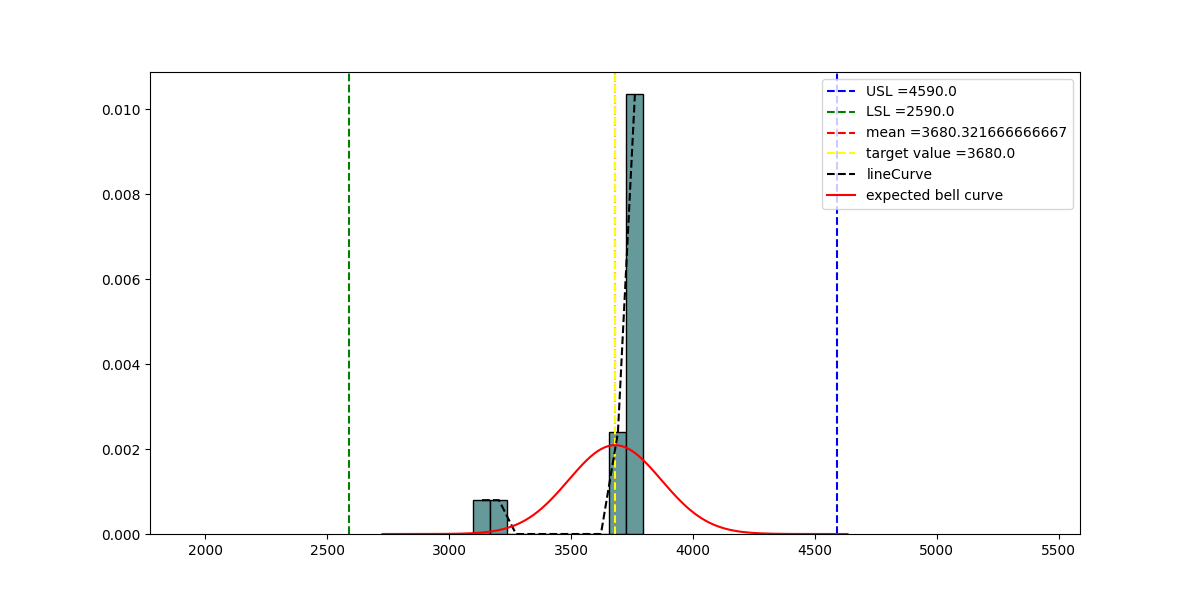 USL =4590.0
LSL =2590.0
mean =3680.321666666667
target value =3680.0
lineCurve
expected bell curve
0.010
0.008
0.006
0.004
0.002
0.000
2000 2500 3000 3500 4000 4500 5000 5500